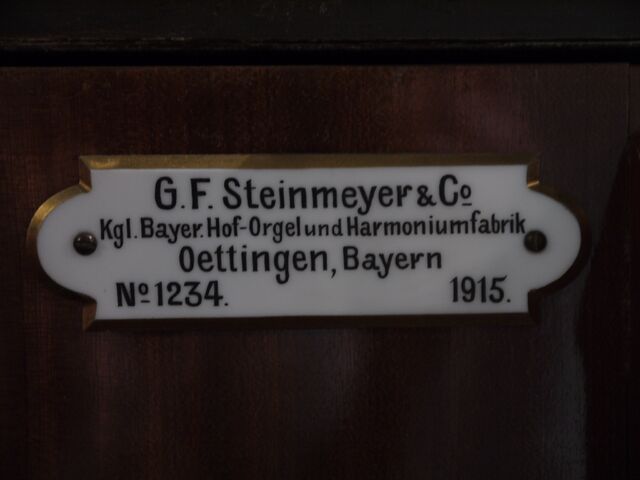 G. F. Steinmeyer & Co
Kgl. Bayer. Hof-Orgel und Harmoniumfabrik
Oettingen, Bayern
No 1234. 1915.